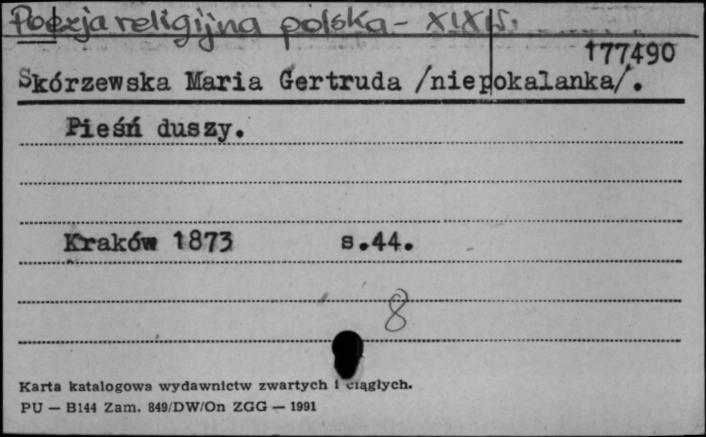 Poezja religijna polska - XIX w.
177490
Skórzewska Maria Gertruda /niepokalanka/.
Pieśń duszy.
Kraków 1873 s.44.
8
Karta katalogowa wydawnictw zwartych i ciągłych.
PU — B144 Zam. 849/DW/On ZGG — 1991